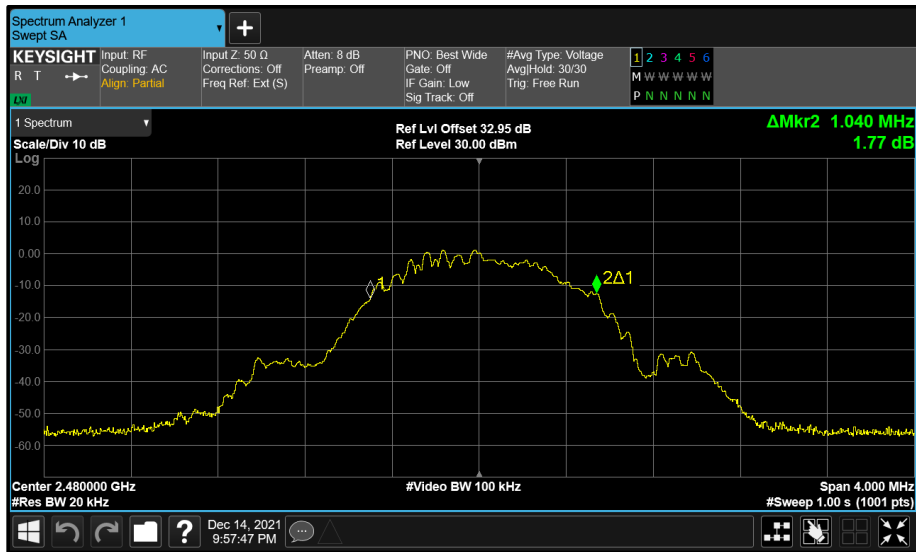 Spectrum Analyzer 1
Swept SA
+
KEYSIGHT
R T
LXI
Input: RF
Coupling: AC
Align: Partial
Input Z: 50 Ω
Corrections: Off
Freq Ref: Ext (S)
Atten: 8 dB
Preamp: Off
PNO: Best Wide
Gate: Off
IF Gain: Low
Sig Track: Off
#Avg Type: Voltage
Avg|Hold: 30/30
Trig: Free Run
1 2 3 4 5 6
M W W W W W
P N N N N N
1 Spectrum
Scale/Div 10 dB
Ref Lvl Offset 32.95 dB
Ref Level 30.00 dBm
ΔMkr2 1.040 MHz
1.77 dB
Log
20.0
10.0
0.00
-10.0
-20.0
-30.0
-40.0
-50.0
-60.0
1
2Δ1
Center 2.480000 GHz
#Video BW 100 kHz
Span 4.000 MHz
#Res BW 20 kHz
#Sweep 1.00 s (1001 pts)
?
Dec 14, 2021
9:57:47 PM